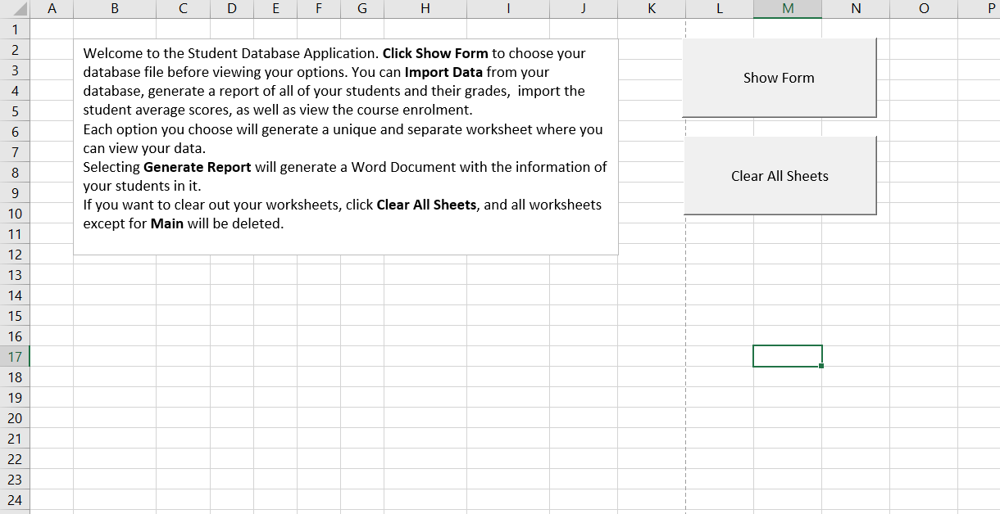 A B C D E F G H I J K L M N O P
1
2
3
4
5
6
7
8
9
10
11
12
13
14
15
16
17
18
19
20
21
22
23
24
Welcome to the Student Database Application. Click Show Form to choose your
database file before viewing your options. You can Import Data from your
database, generate a report of all of your students and their grades,  import the
student average scores, as well as view the course enrolment.
Each option you choose will generate a unique and separate worksheet where you
can view your data.
Selecting Generate Report will generate a Word Document with the information of
your students in it.
If you want to clear out your worksheets, click Clear All Sheets, and all worksheets
except for Main will be deleted.
Show Form
Clear All Sheets